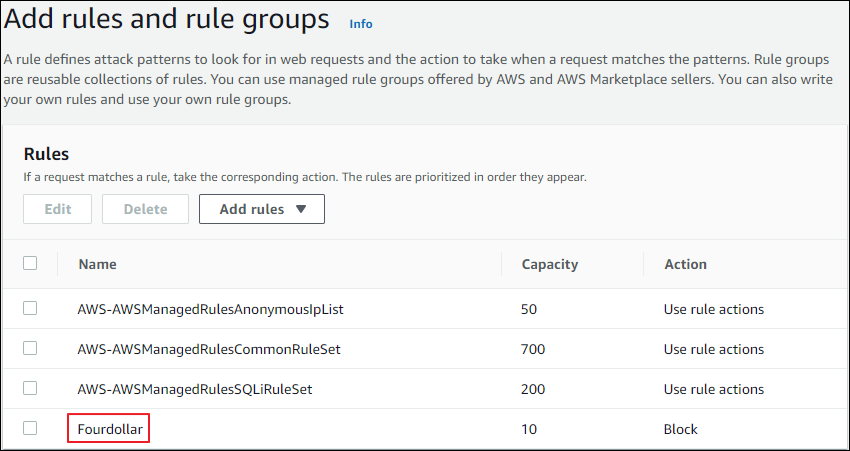 Add rules and rule groups Info
A rule defines attack patterns to look for in web requests and the action to take when a request matches the patterns. Rule groups
are reusable collections of rules. You can use managed rule groups offered by AWS and AWS Marketplace sellers. You can also write
your own rules and use your own rule groups.
Rules
If a request matches a rule, take the corresponding action. The rules are prioritized in order they appear.
Edit Delete Add rules
Name Capacity Action
AWS-AWSManagedRulesAnonymousIpList 50 Use rule actions
AWS-AWSManagedRulesCommonRuleSet 700 Use rule actions
AWS-AWSManagedRulesSQLiRuleSet 200 Use rule actions
Fourdollar 10 Block